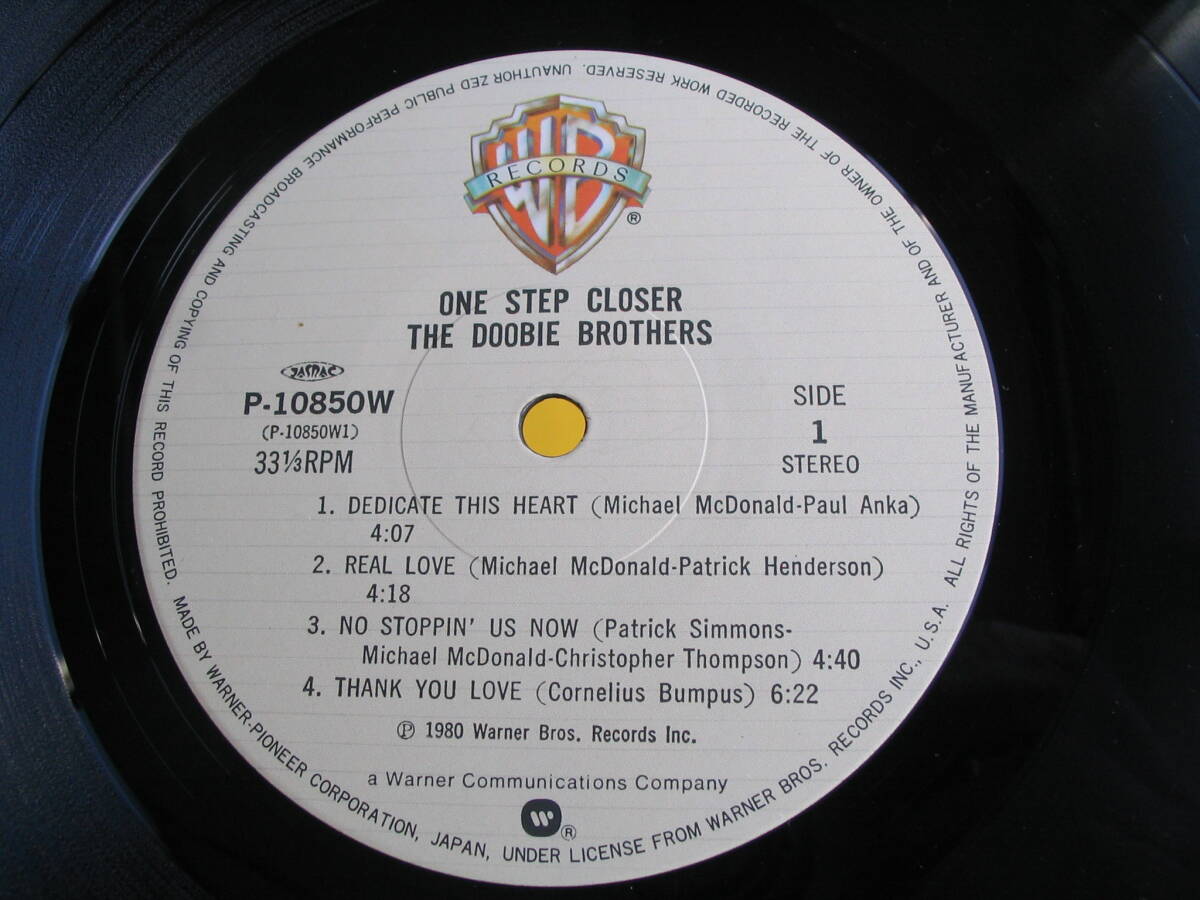 WB
RECORDS
®
ONE STEP CLOSER
THE DOOBIE BROTHERS
JASRAC
P-10850W
(P-10850W1)
33⅓RPM
SIDE
1
STEREO
1. DEDICATE THIS HEART (Michael McDonald-Paul Anka)
4:07
2. REAL LOVE (Michael McDonald-Patrick Henderson)
4:18
3. NO STOPPIN' US NOW (Patrick Simmons-
Michael McDonald-Christopher Thompson) 4:40
4. THANK YOU LOVE (Cornelius Bumpus) 6:22
℗ 1980 Warner Bros. Records Inc.
a Warner Communications Company
®
MADE BY WARNER-PIONEER CORPORATION, JAPAN, UNDER LICENSE FROM WARNER BROS. RECORDS INC., U.S.A. ALL RIGHTS OF THE MANUFACTURER AND OF THE OWNER OF THE RECORDED WORK RESERVED. UNAUTHOR ZED PUBLIC PERFORMANCE BROADCASTING AND COPYING OF THIS RECORD PROHIBITED.